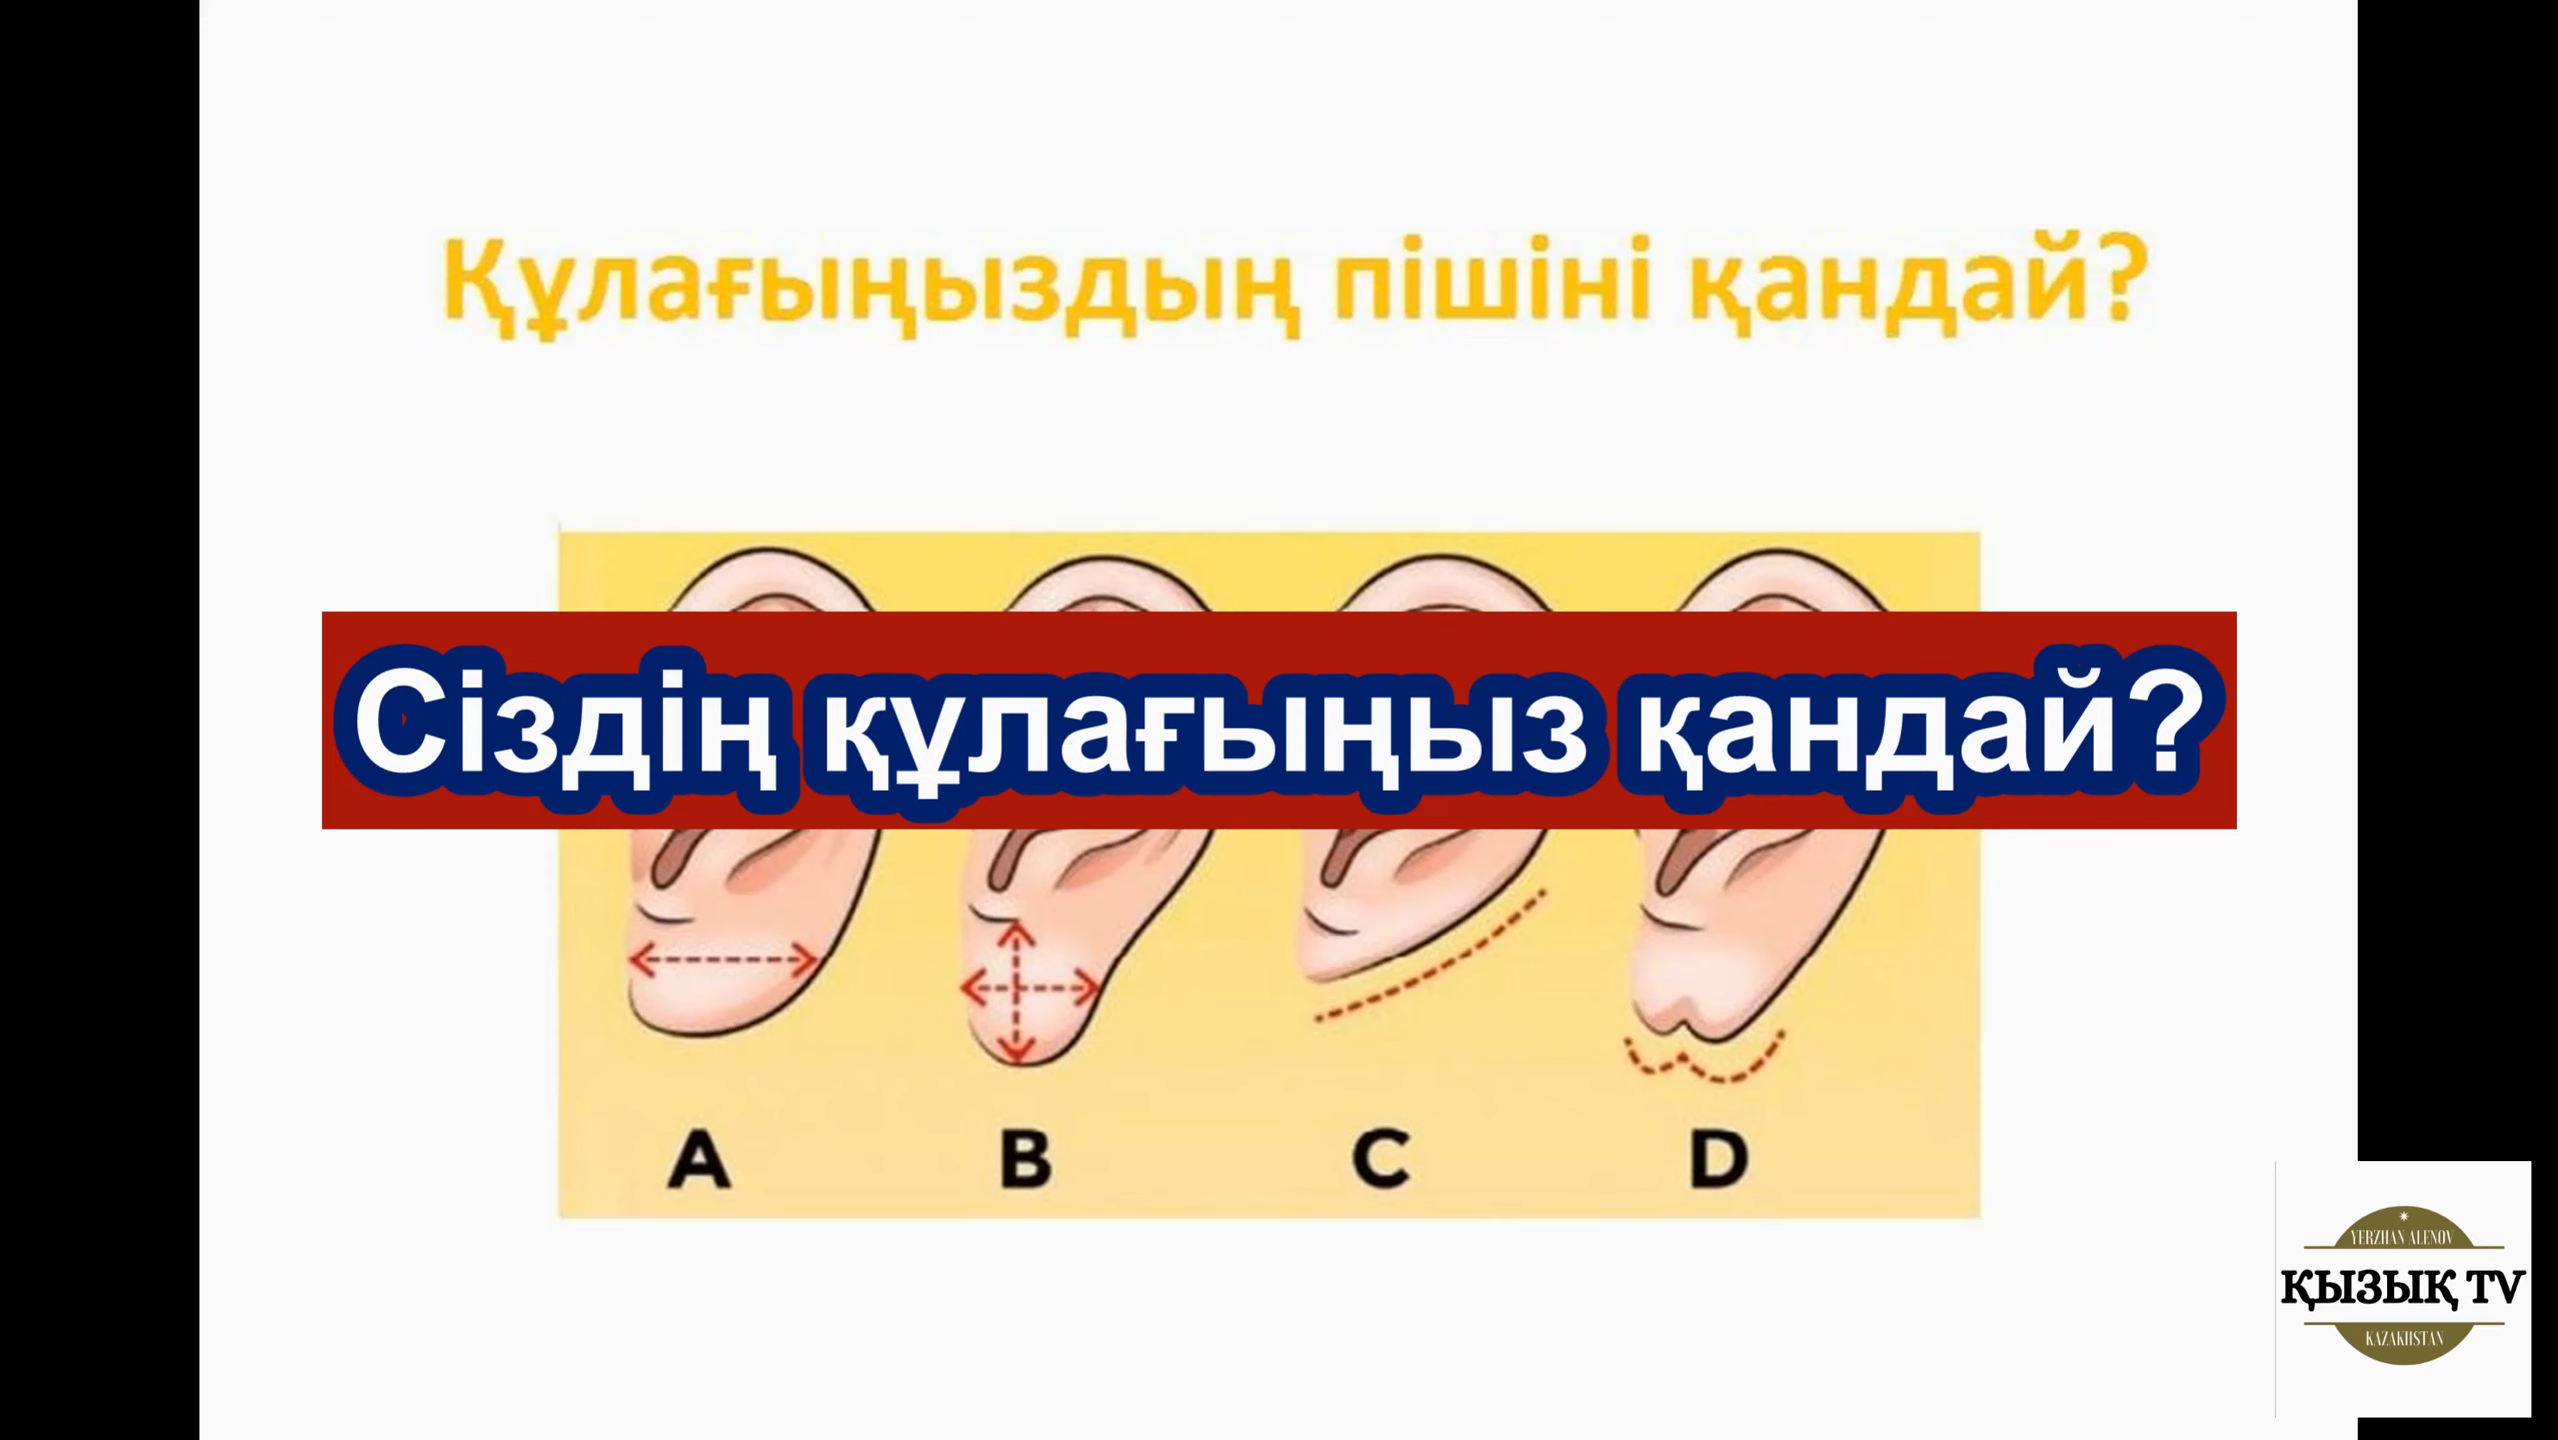 Құлағыңыздың пішіні қандай?
Сіздің құлағыңыз қандай?
A B C D
YERZHAN ALENOV
ҚЫЗЫҚ TV
KAZAKHSTAN